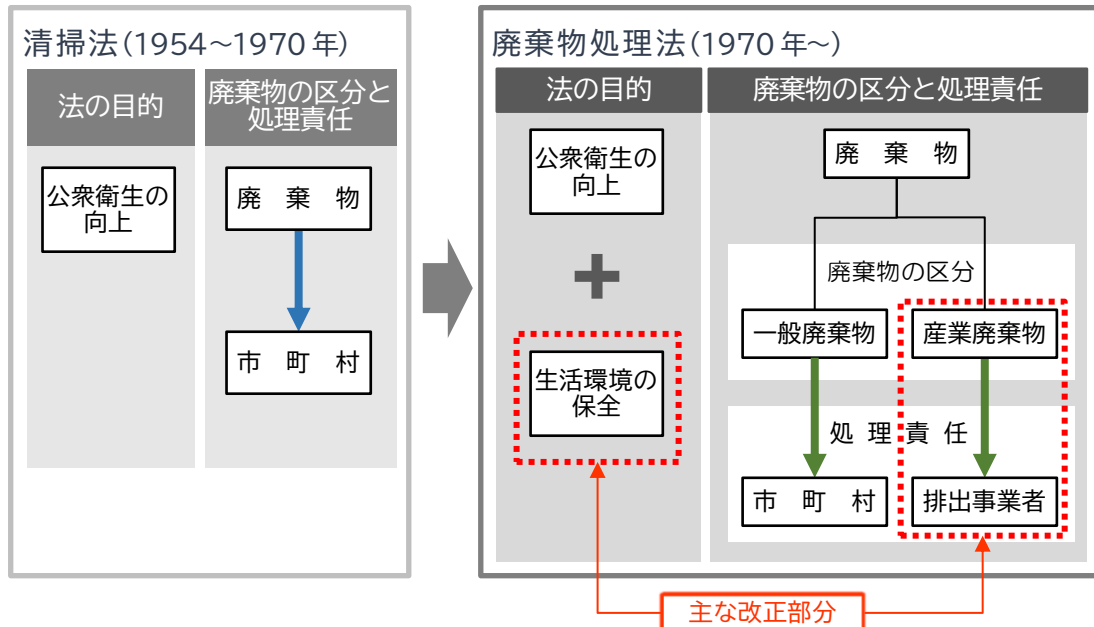 清掃法(1954～1970年)
法の目的
廃棄物の区分と
処理責任
公衆衛生の
向上
廃　棄　物
市　町　村
廃棄物処理法(1970年～)
法の目的
廃棄物の区分と処理責任
公衆衛生の
向上
+
生活環境の
保全
廃　棄　物
廃棄物の区分
一般廃棄物
産業廃棄物
処 理 責 任
市　町　村
排出事業者
主な改正部分